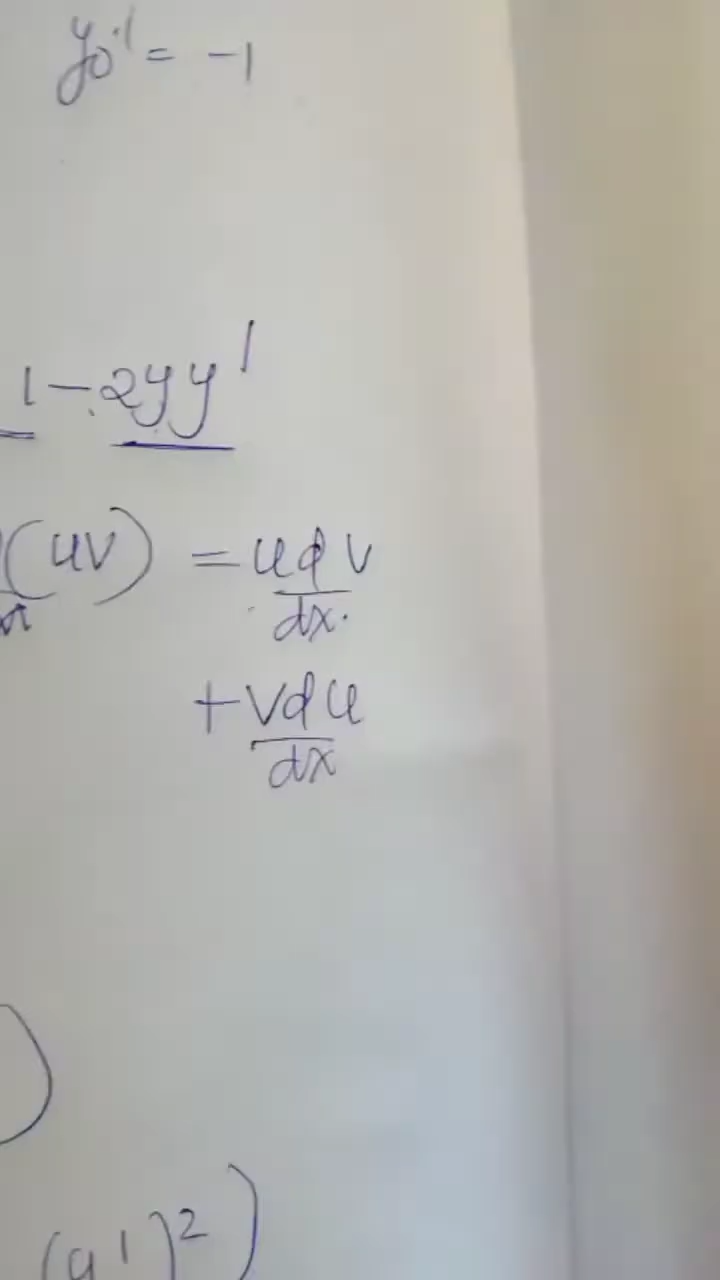 y₀' = -1
1 - 2yy'
(uv) = u dv/dx
+ v du/dx
)
(y')²)